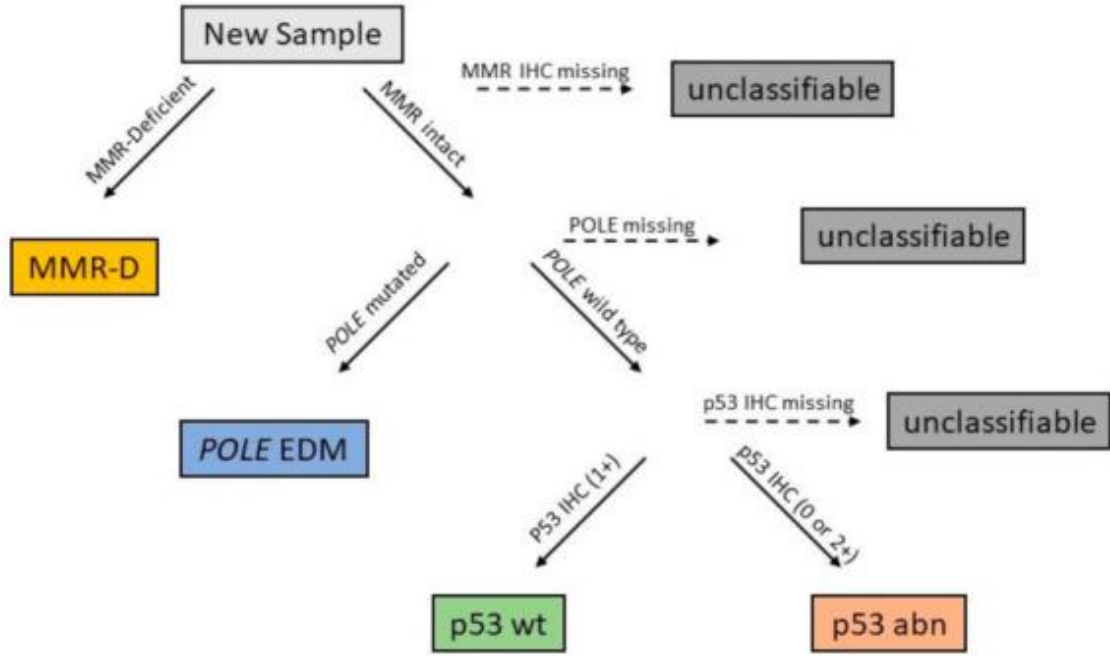 New Sample
MMR IHC missing
unclassifiable
MMR-Deficient
MMR intact
POLE missing
unclassifiable
MMR-D
POLE mutated
POLE wild type
p53 IHC missing
unclassifiable
POLE EDM
P53 IHC (1+)
p53 IHC (0 or 2+)
p53 wt
p53 abn